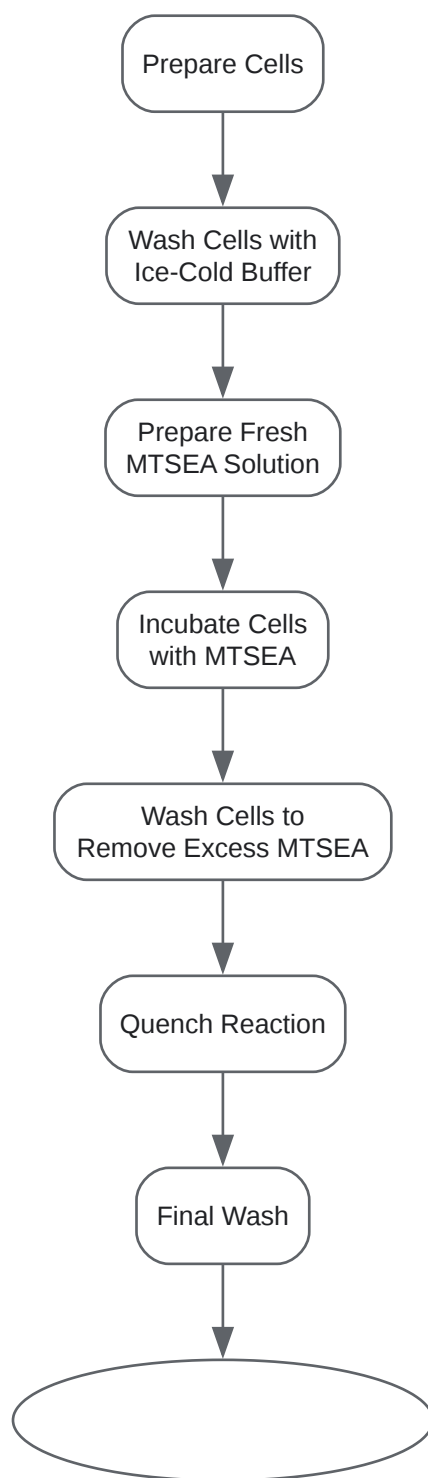 Prepare Cells
Wash Cells with
Ice-Cold Buffer
Prepare Fresh
MTSEA Solution
Incubate Cells
with MTSEA
Wash Cells to
Remove Excess MTSEA
Quench Reaction
Final Wash